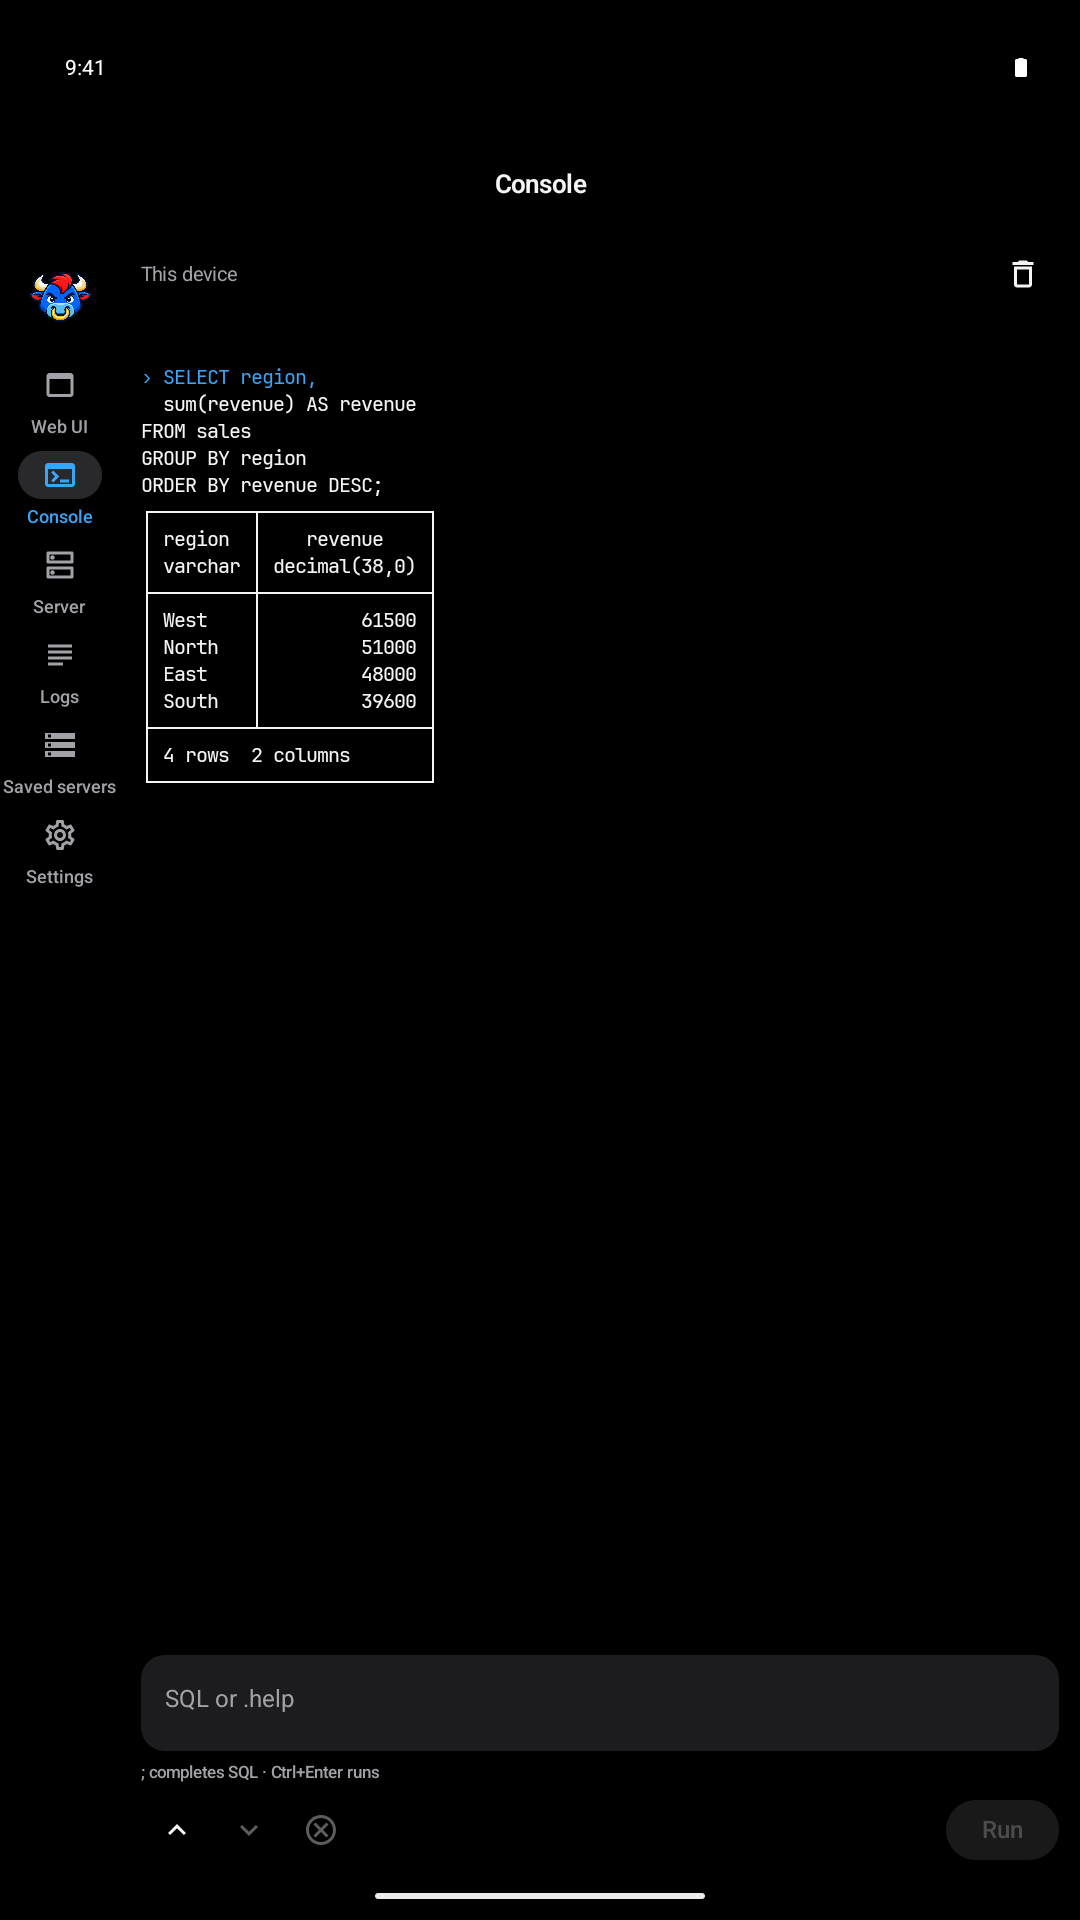 9:41
Console
This device
› SELECT region,
sum(revenue) AS revenue
FROM sales
GROUP BY region
ORDER BY revenue DESC;
region revenue
varchar decimal(38,0)
West 61500
North 51000
East 48000
South 39600
4 rows 2 columns
Web UI
Console
Server
Logs
Saved servers
Settings
SQL or .help
; completes SQL · Ctrl+Enter runs
Run